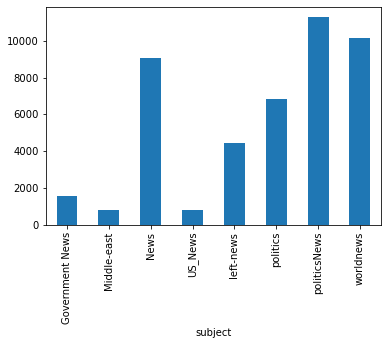 10000
8000
6000
4000
2000
0
Government News
Middle-east
News
US_News
left-news
politics
politicsNews
worldnews
subject